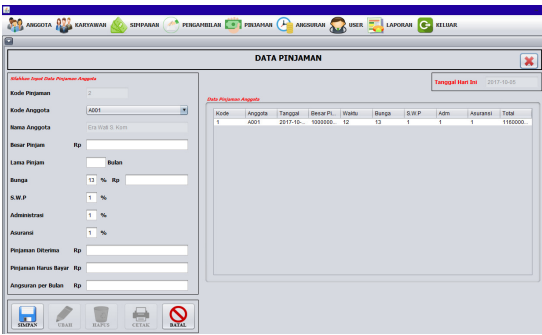 ANGGOTA KARYAWAN SIMPANAN PENGAMBILAN PINJAMAN ANGSURAN USER LAPORAN KELUAR
DATA PINJAMAN
Silahkan Input Data Pinjaman Anggota
Tanggal Hari Ini 2017-10-05
Kode Pinjaman 2
Data Pinjaman Anggota
Kode Anggota A001
Kode Anggota Tanggal Besar Pi... Waktu Bunga S.W.P Adm Asuransi Total
1 A001 2017-10-... 1000000... 12 13 1 1 1 1160000...
Nama Anggota Era Wati S. Kom
Besar Pinjam Rp
Lama Pinjam Bulan
Bunga 13 % Rp
S.W.P 1 %
Administrasi 1 %
Asuransi 1 %
Pinjaman Diterima Rp
Pinjaman Harus Bayar Rp
Angsuran per Bulan Rp
SIMPAN UBAH HAPUS CETAK BATAL